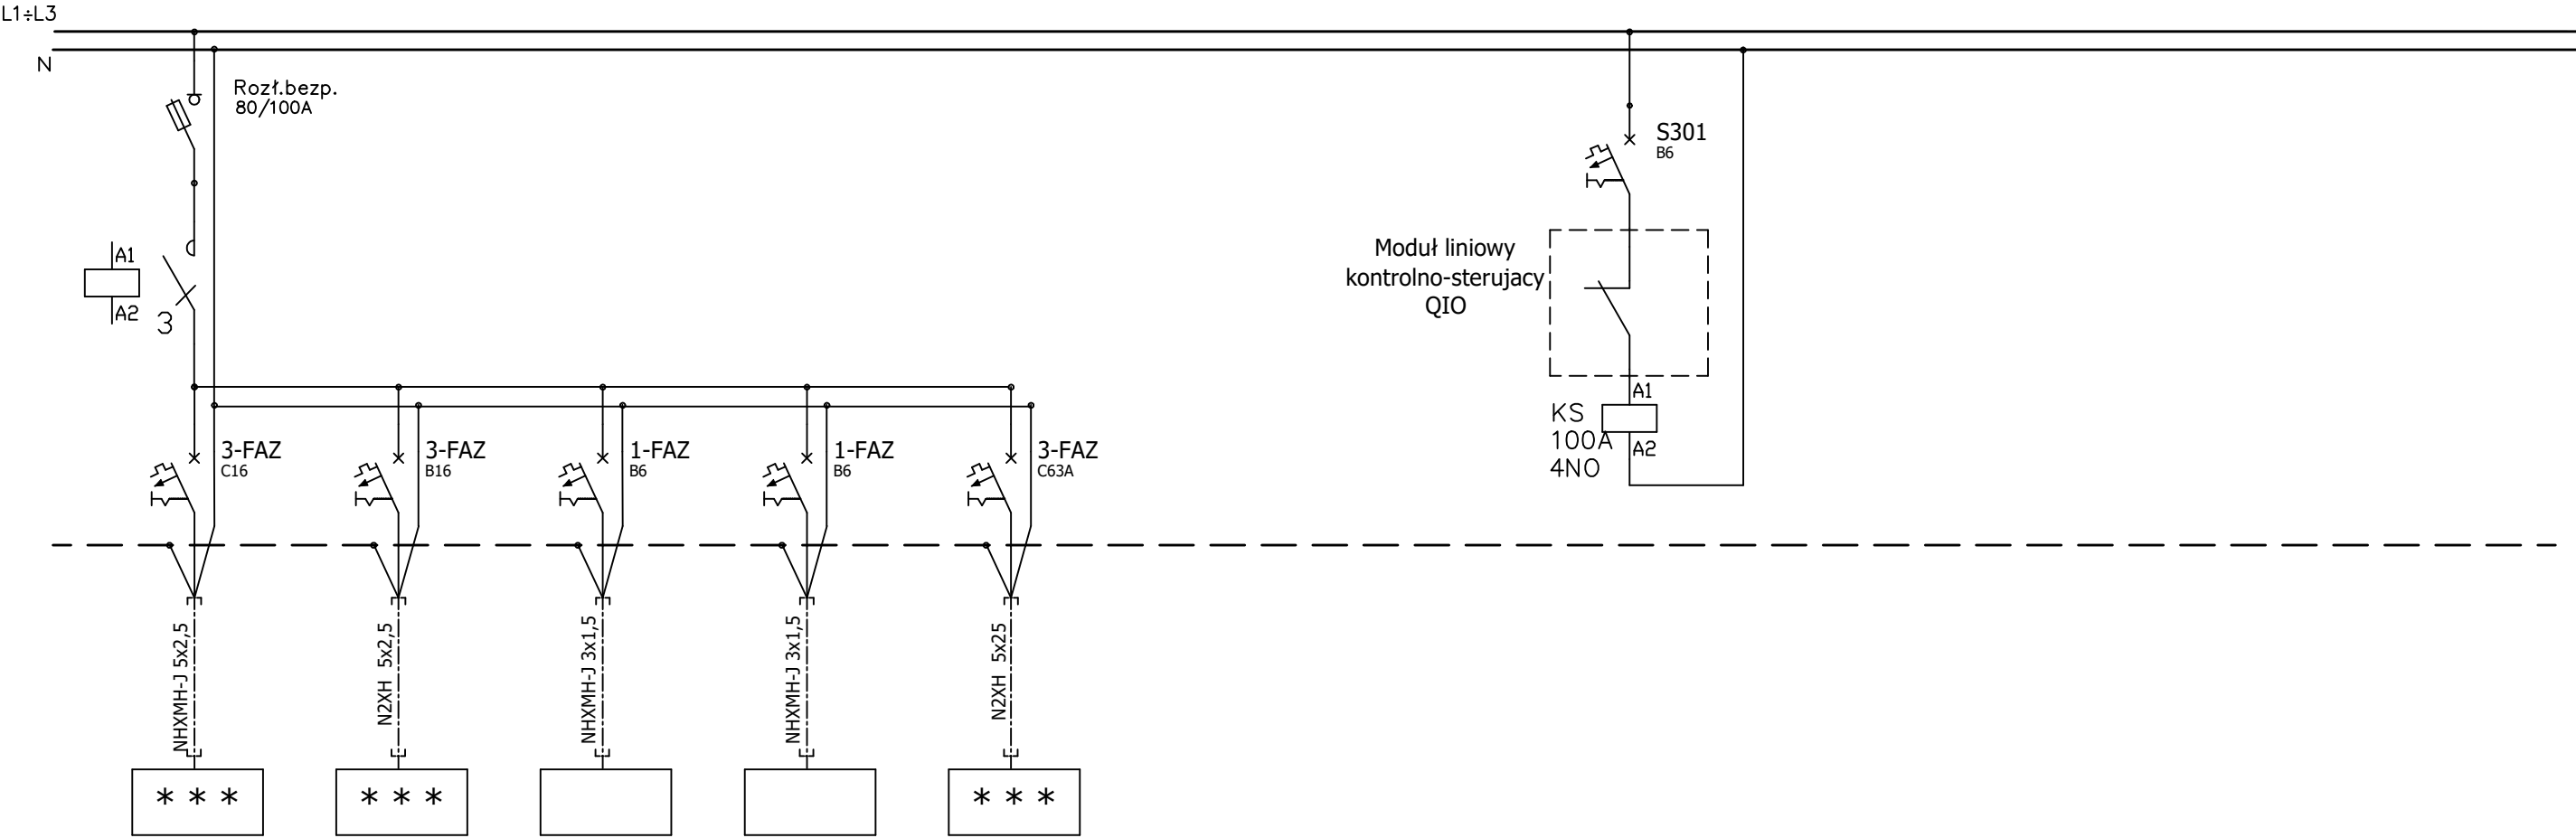 L1÷L3
N
Rozł.bezp.
80/100A
A1
A2
3
S301
B6
Moduł liniowy
kontrolno-sterujacy
QIO
A1
KS
100A
4NO
A2
3-FAZ
C16
3-FAZ
B16
1-FAZ
B6
1-FAZ
B6
3-FAZ
C63A
NHXMH-J 5x2,5
N2XH 5x2,5
NHXMH-J 3x1,5
NHXMH-J 3x1,5
N2XH 5x25
* * *
* * *
* * *